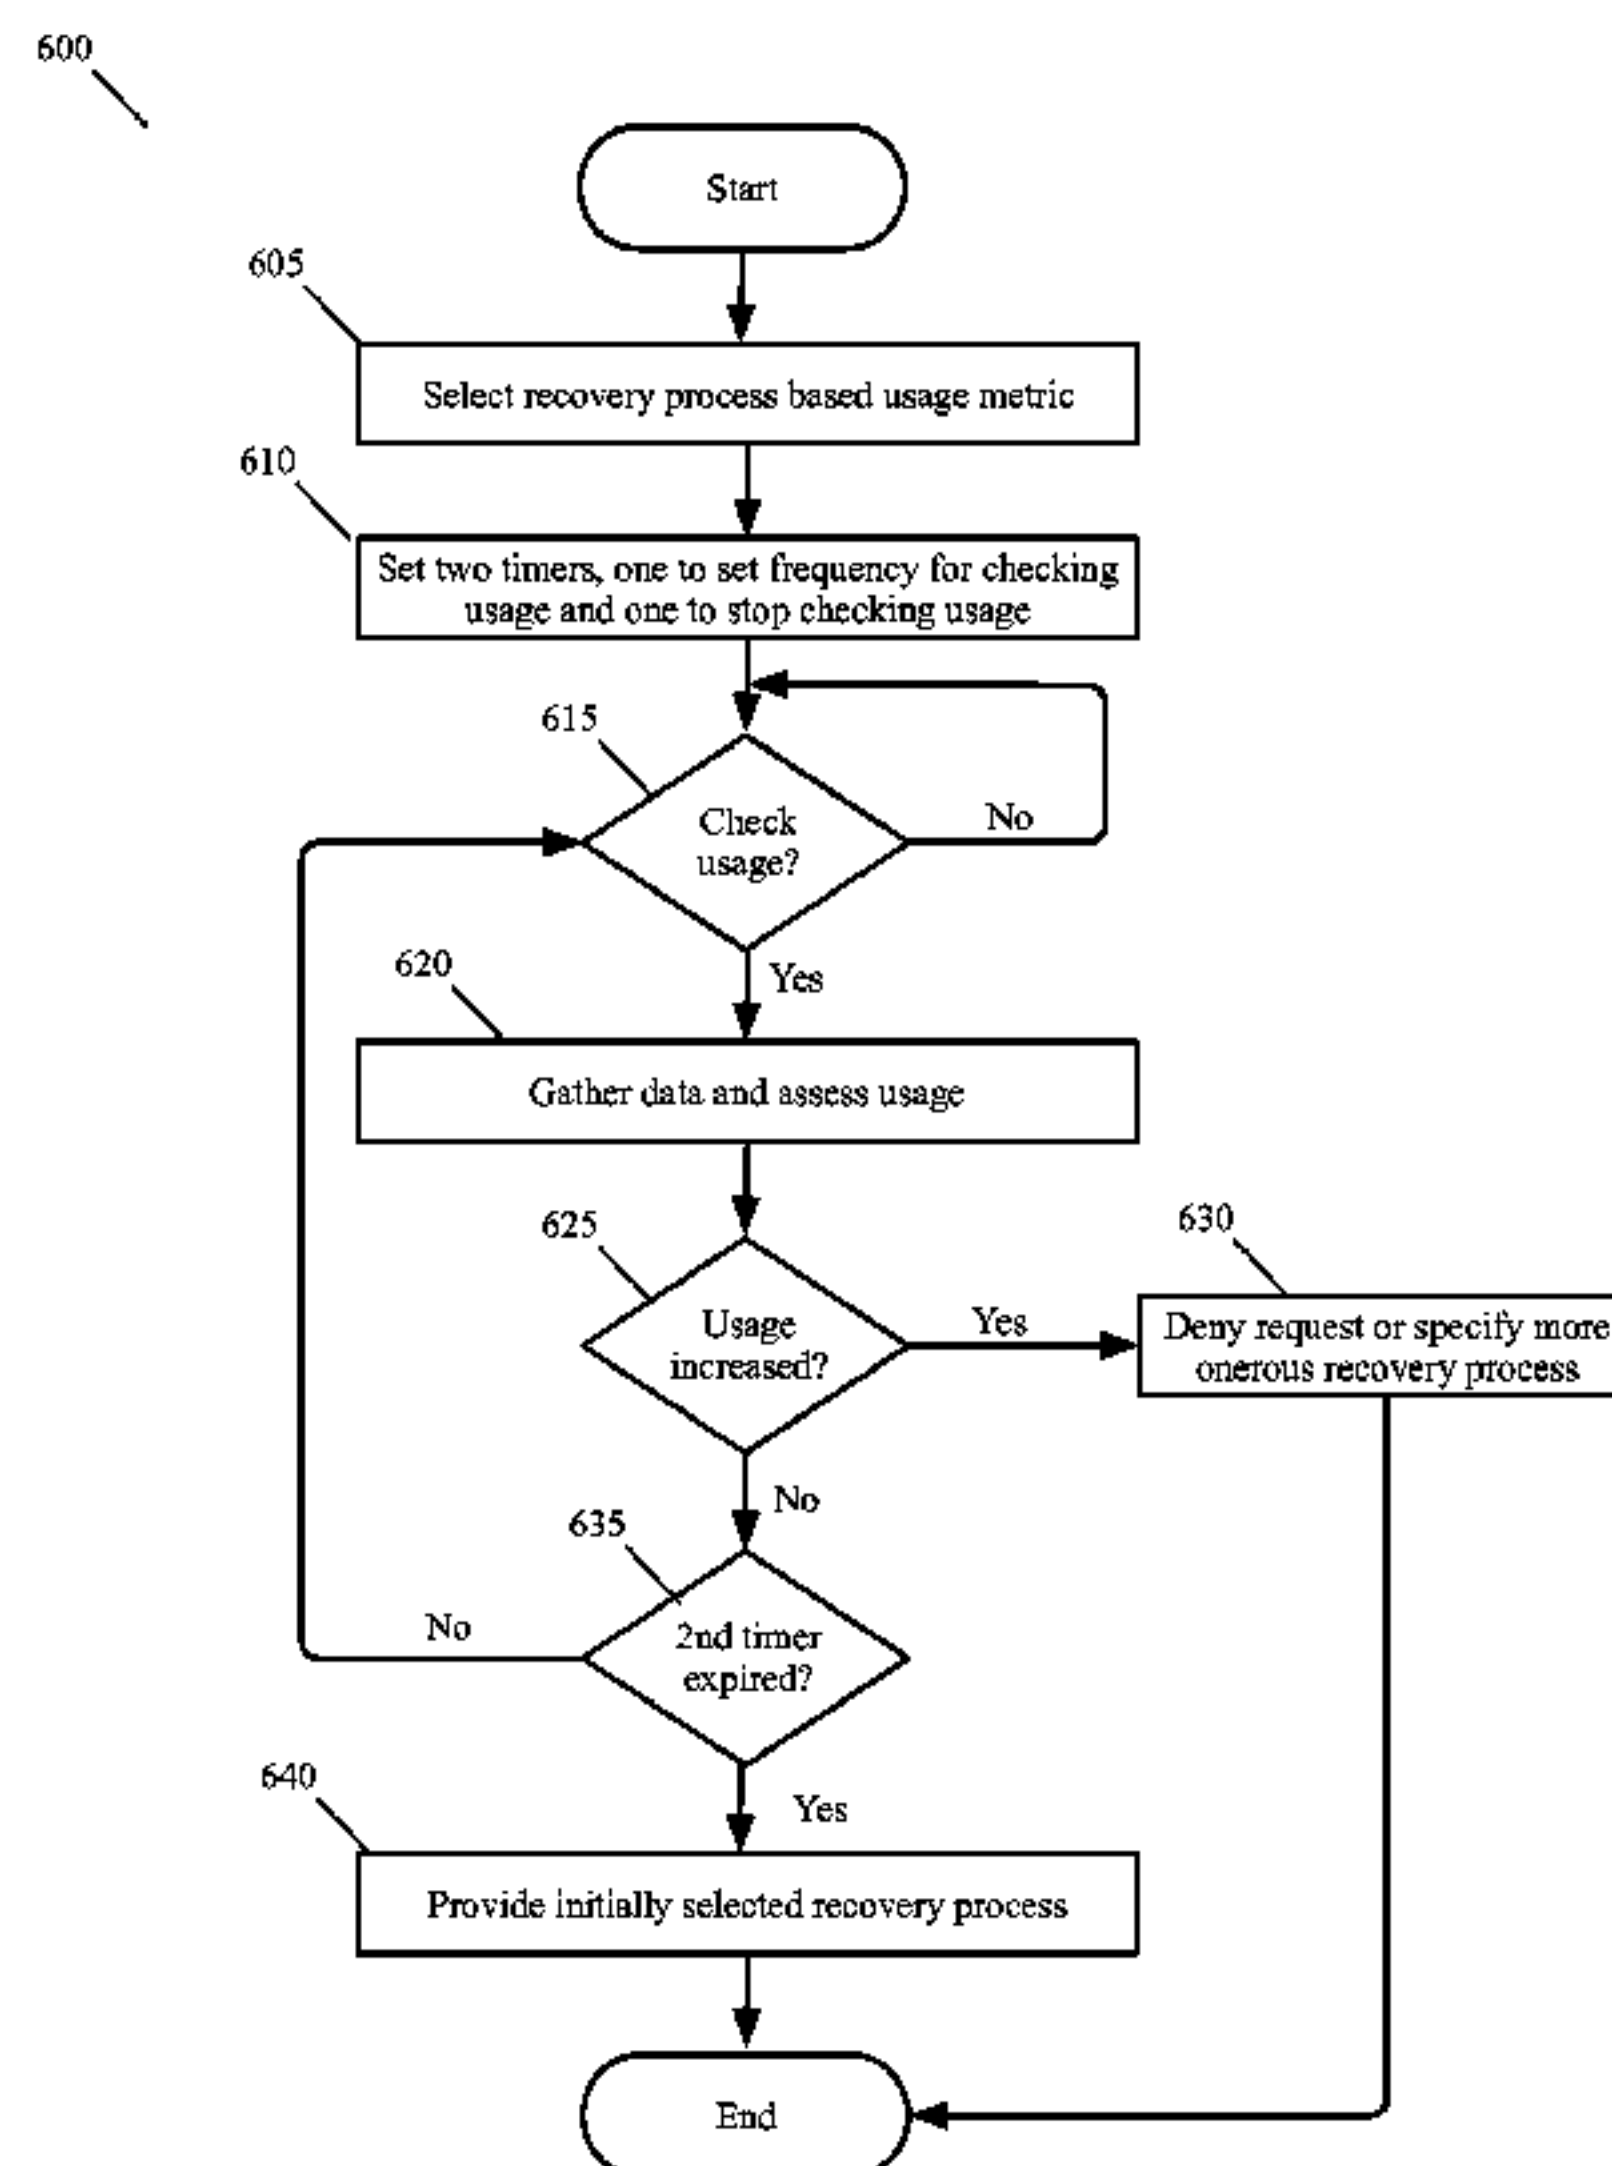 600
Start
605
Select recovery process based usage metric
610
Set two timers, one to set frequency for checking
usage and one to stop checking usage
615
Check
usage?
No
Yes
620
Gather data and assess usage
625
Usage
increased?
Yes
630
Deny request or specify more
onerous recovery process
No
635
2nd timer
expired?
No
Yes
640
Provide initially selected recovery process
End